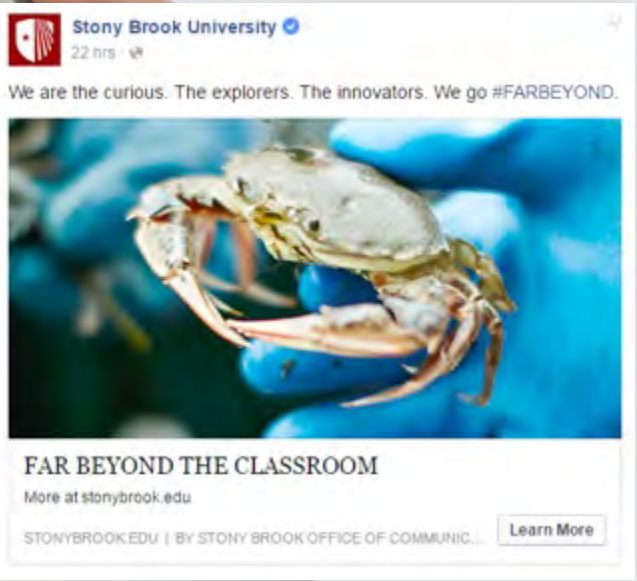 Stony Brook University
22 hrs ·
We are the curious. The explorers. The innovators. We go #FARBEYOND.
FAR BEYOND THE CLASSROOM
More at stonybrook.edu
STONYBROOK.EDU | BY STONY BROOK OFFICE OF COMMUNIC...
Learn More